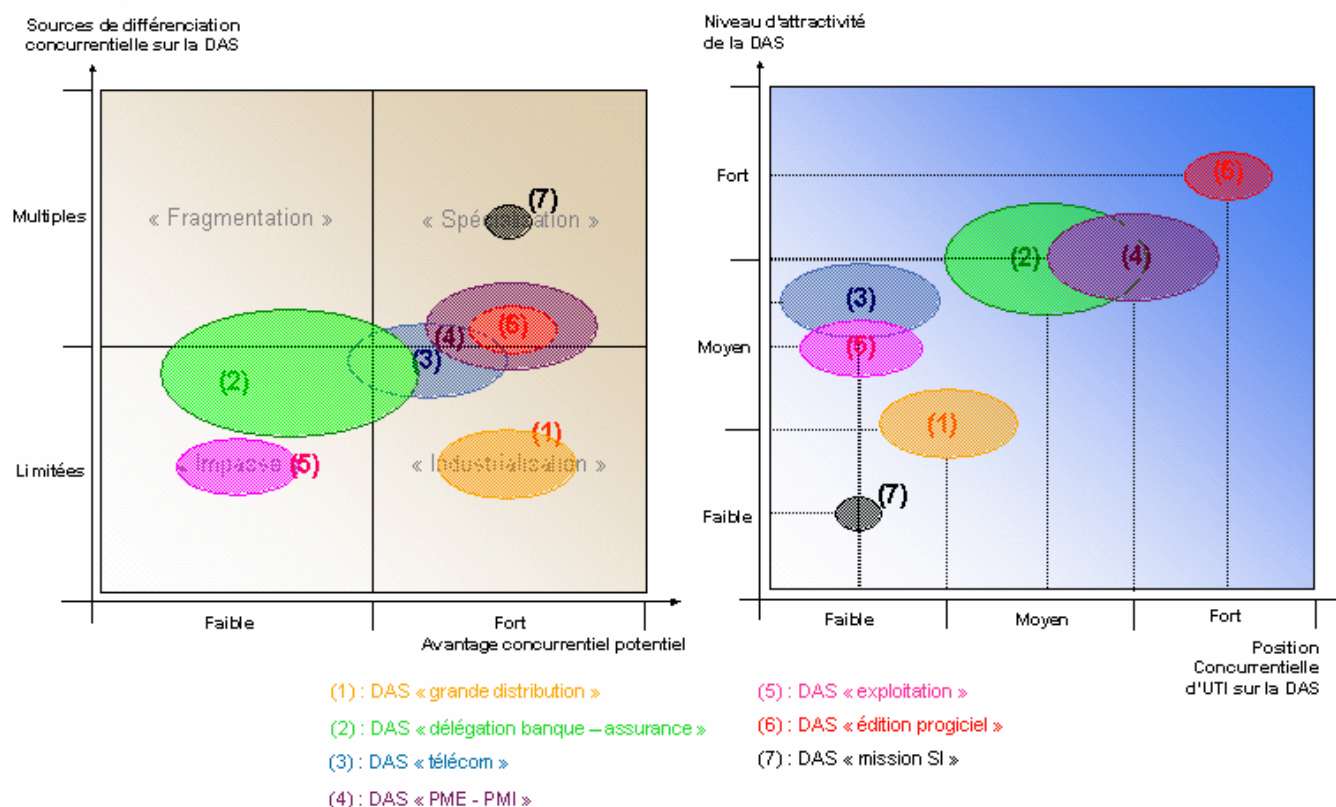 Sources de différenciation
concurrentielle sur la DAS
Multiples
Limitées
« Fragmentation »
« Spécialisation »
« Impasse
« Industrialisation »
(7)
(6)
(4)
(3)
(2)
(1)
(5)
Faible
Fort
Avantage concurrentiel potentiel
Niveau d'attractivité
de la DAS
Fort
Moyen
Faible
(6)
(2)
(4)
(3)
(5)
(1)
(7)
Faible
Moyen
Fort
Position
Concurrentielle
d'UTI sur la DAS
(1) : DAS « grande distribution »
(2) : DAS « délégation banque – assurance »
(3) : DAS « télécom »
(4) : DAS « PME - PMI »
(5) : DAS « exploitation »
(6) : DAS « édition progiciel »
(7) : DAS « mission SI »